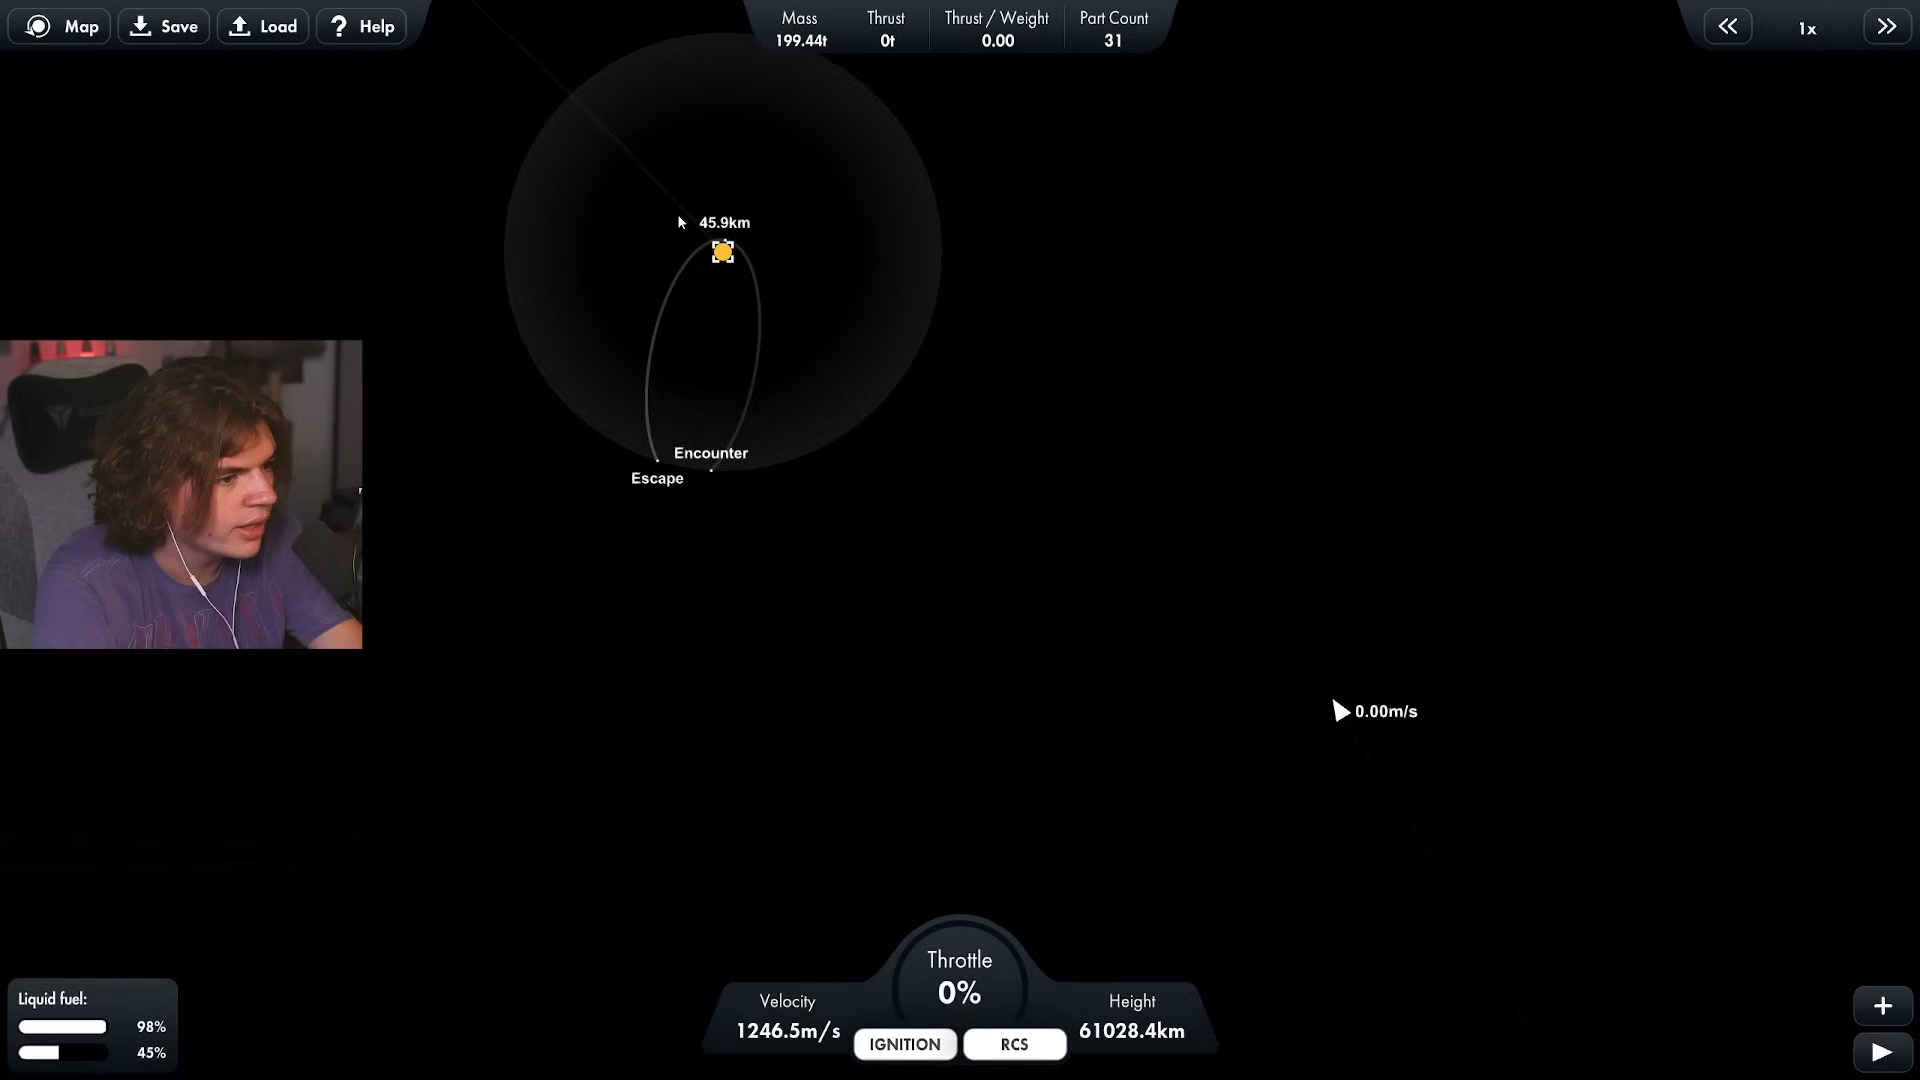 Map
Save
Load
Help
Mass
199.44t
Thrust
0t
Thrust / Weight
0.00
Part Count
31
1x
45.9km
Encounter
Escape
0.00m/s
Liquid fuel:
98%
45%
Throttle
0%
Velocity
1246.5m/s
Height
61028.4km
IGNITION
RCS